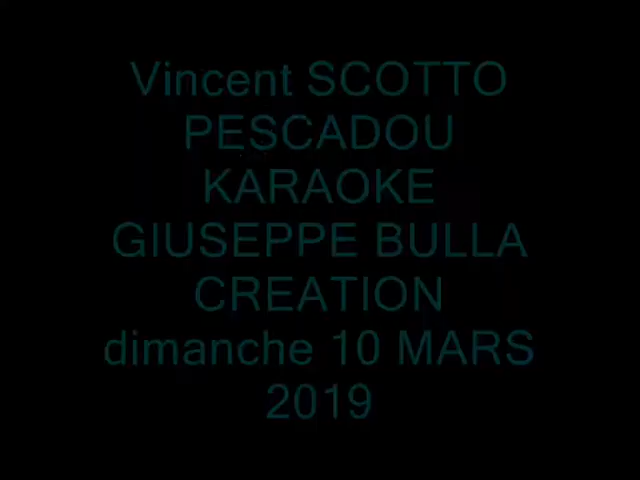 Vincent SCOTTO
PESCADOU
KARAOKE
GIUSEPPE BULLA
CREATION
dimanche 10 MARS
2019